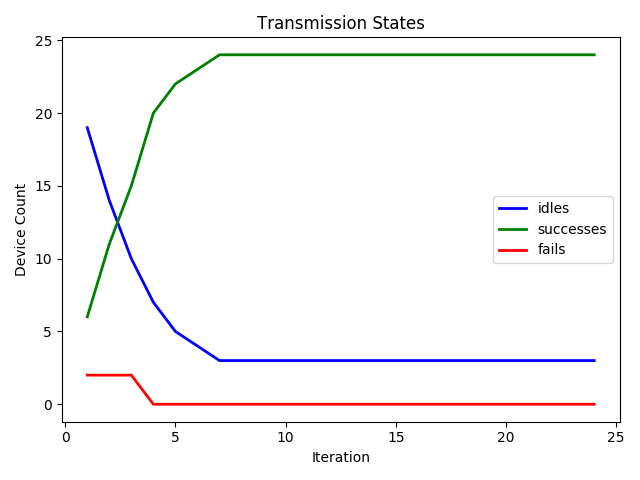 Transmission States
Device Count
25
20
15
10
5
0
idles
successes
fails
0 5 10 15 20 25
Iteration